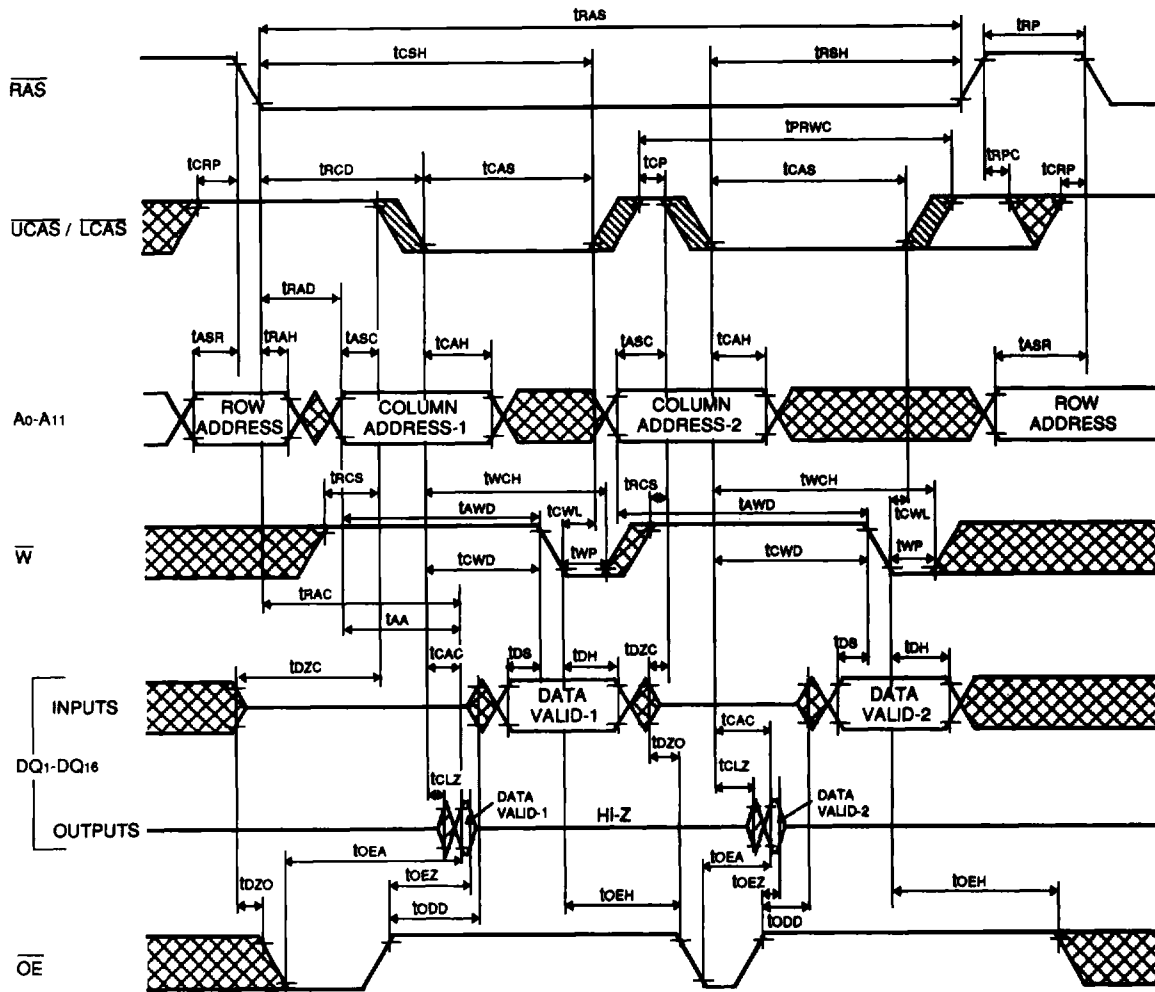 tRAS
tRP
tCSH
tRSH
RAS
tPRWC
tCRP
tRCD
tCAS
tCP
tCAS
tRPC
tCRP
UCAS / LCAS
tRAD
tASR
tRAH
tASC
tCAH
tASC
tCAH
tASR
A0-A11
ROW ADDRESS
COLUMN ADDRESS-1
COLUMN ADDRESS-2
ROW ADDRESS
tRCS
tWCH
tRCS
tWCH
tAWD
tCWL
tAWD
tCWL
W
tCWD
tWP
tCWD
tWP
tRAC
tAA
tDZC
tCAC
tDS
tDH
tDZC
tDS
tDH
INPUTS
DATA VALID-1
DATA VALID-2
tCAC
DQ1-DQ16
tDZO
tCLZ
tCLZ
OUTPUTS
DATA VALID-1
HI-Z
DATA VALID-2
tOEA
tOEA
tDZO
tOEZ
tOEZ
tODD
tOEH
tODD
tOEH
OE